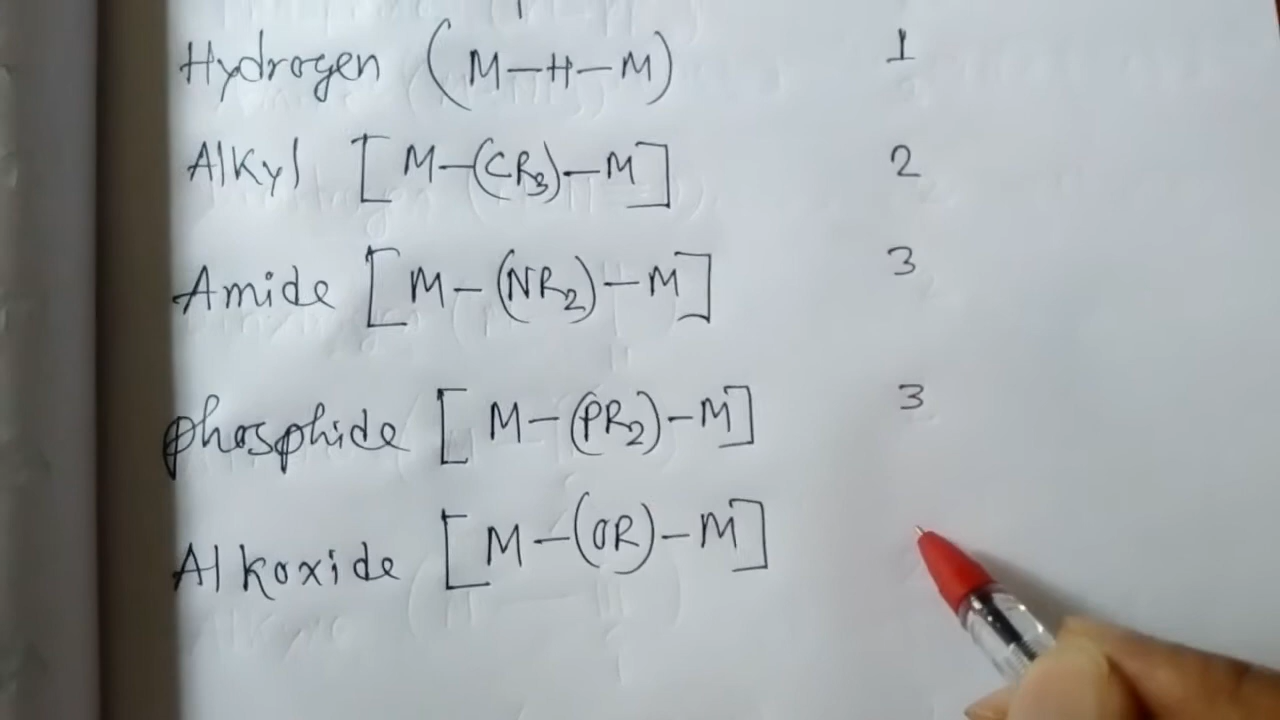 Hydrogen (M–H–M) 1
Alkyl [M–(CR₃)–M] 2
Amide [M–(NR₂)–M] 3
phosphide [M–(PR₂)–M] 3
Alkoxide [M–(OR)–M]